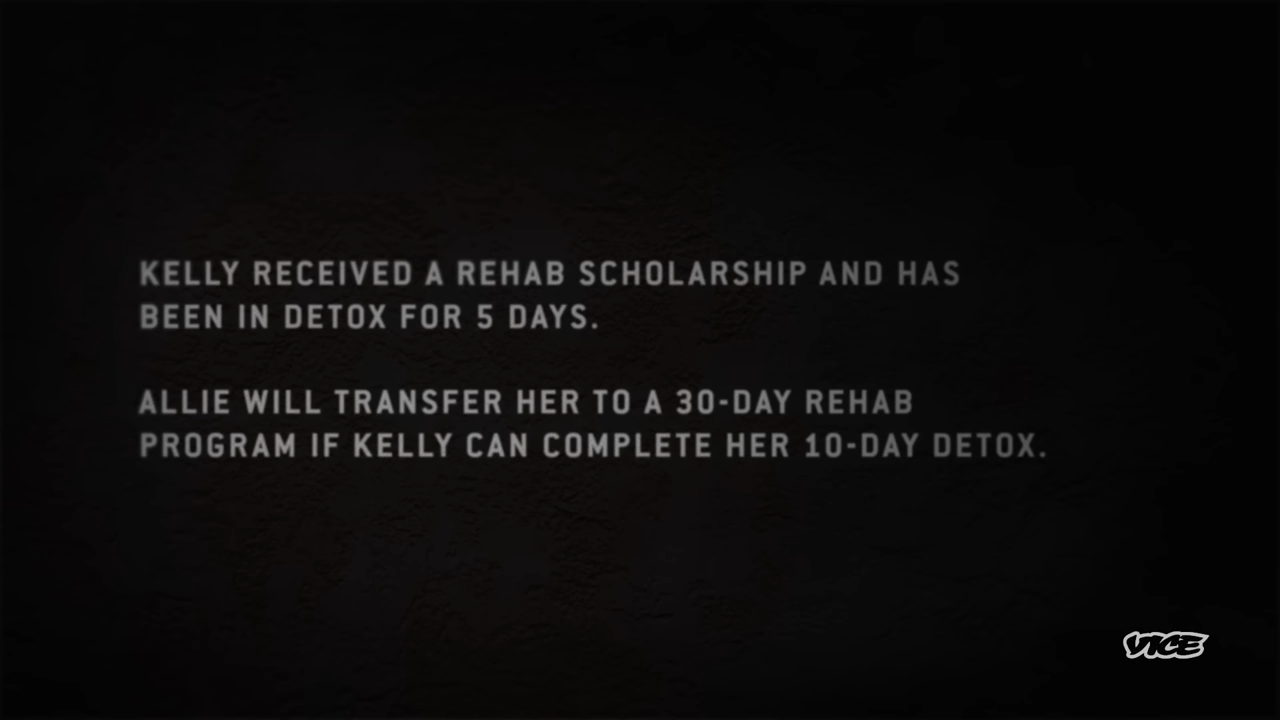 KELLY RECEIVED A REHAB SCHOLARSHIP AND HAS
BEEN IN DETOX FOR 5 DAYS.
ALLIE WILL TRANSFER HER TO A 30-DAY REHAB
PROGRAM IF KELLY CAN COMPLETE HER 10-DAY DETOX.
VICE